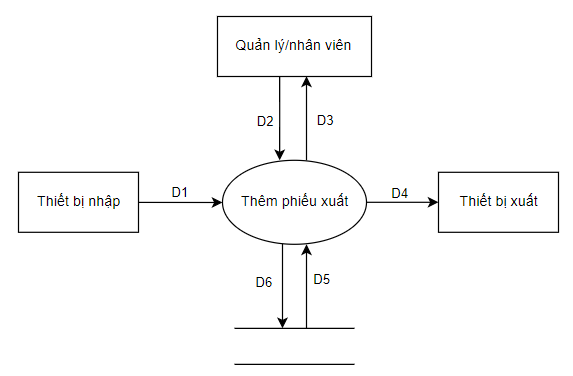 Quản lý/nhân viên
D2
D3
Thiết bị nhập
D1
Thêm phiếu xuất
D4
Thiết bị xuất
D6
D5